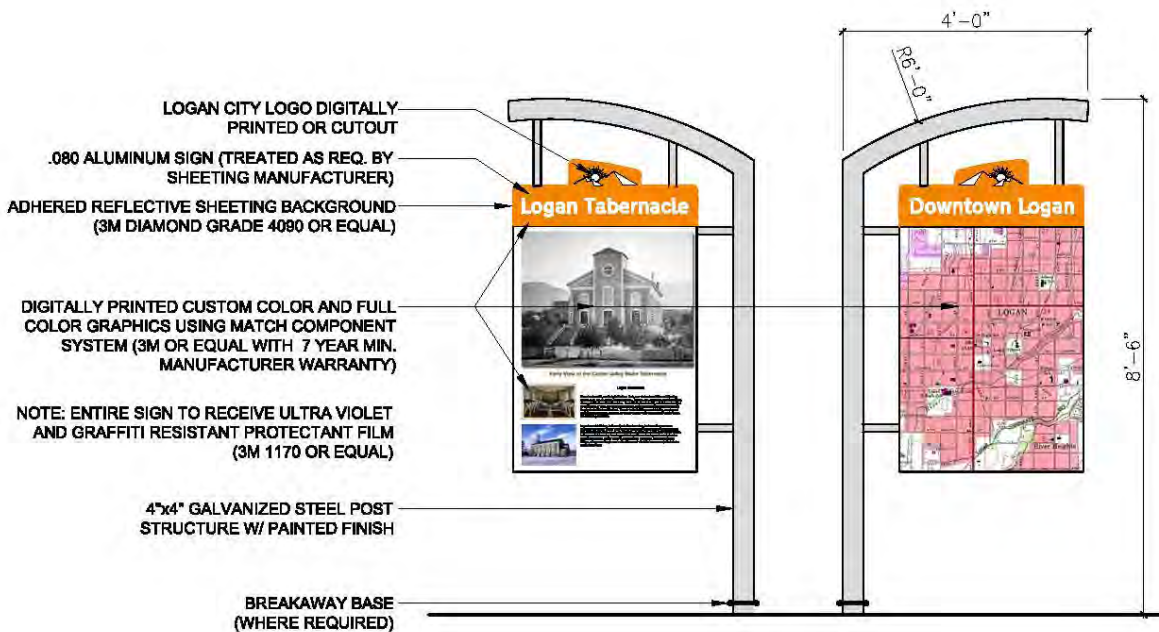 4'-0"
R6'-0"
LOGAN CITY LOGO DIGITALLY
PRINTED OR CUTOUT
.080 ALUMINUM SIGN (TREATED AS REQ. BY
SHEETING MANUFACTURER)
ADHERED REFLECTIVE SHEETING BACKGROUND
(3M DIAMOND GRADE 4090 OR EQUAL)
Logan Tabernacle
Downtown Logan
DIGITALLY PRINTED CUSTOM COLOR AND FULL
COLOR GRAPHICS USING MATCH COMPONENT
SYSTEM (3M OR EQUAL WITH 7 YEAR MIN.
MANUFACTURER WARRANTY)
LOGAN
8'-6"
NOTE: ENTIRE SIGN TO RECEIVE ULTRA VIOLET
AND GRAFFITI RESISTANT PROTECTANT FILM
(3M 1170 OR EQUAL)
River Heights
4"x4" GALVANIZED STEEL POST
STRUCTURE W/ PAINTED FINISH
BREAKAWAY BASE
(WHERE REQUIRED)